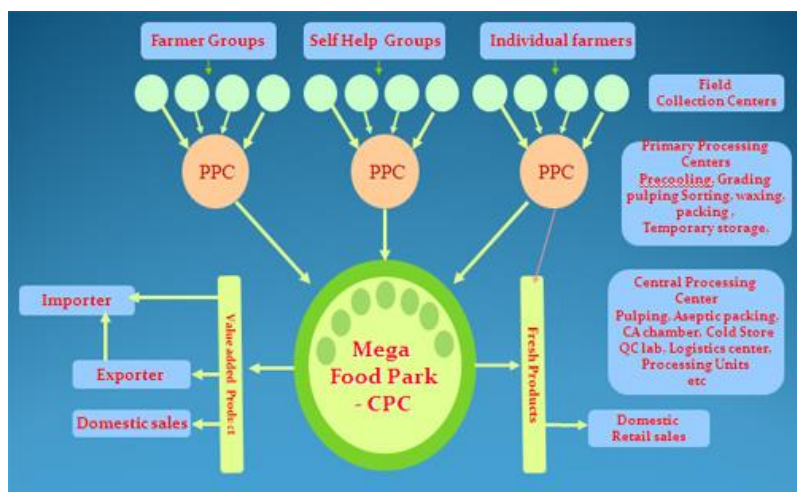 Farmer Groups
Self Help Groups
Individual farmers
Field
Collection Centers
PPC
PPC
PPC
Primary Processing
Centers
Precooling, Grading
pulping Sorting, waxing,
packing ,
Temporary storage,
Importer
Exporter
Domestic sales
Value added Product
Mega
Food Park
- CPC
Fresh Products
Central Processing
Center
Pulping, Aseptic packing,
CA chamber, Cold Store
QC lab, Logistics center,
Processing Units
etc
Domestic
Retail sales